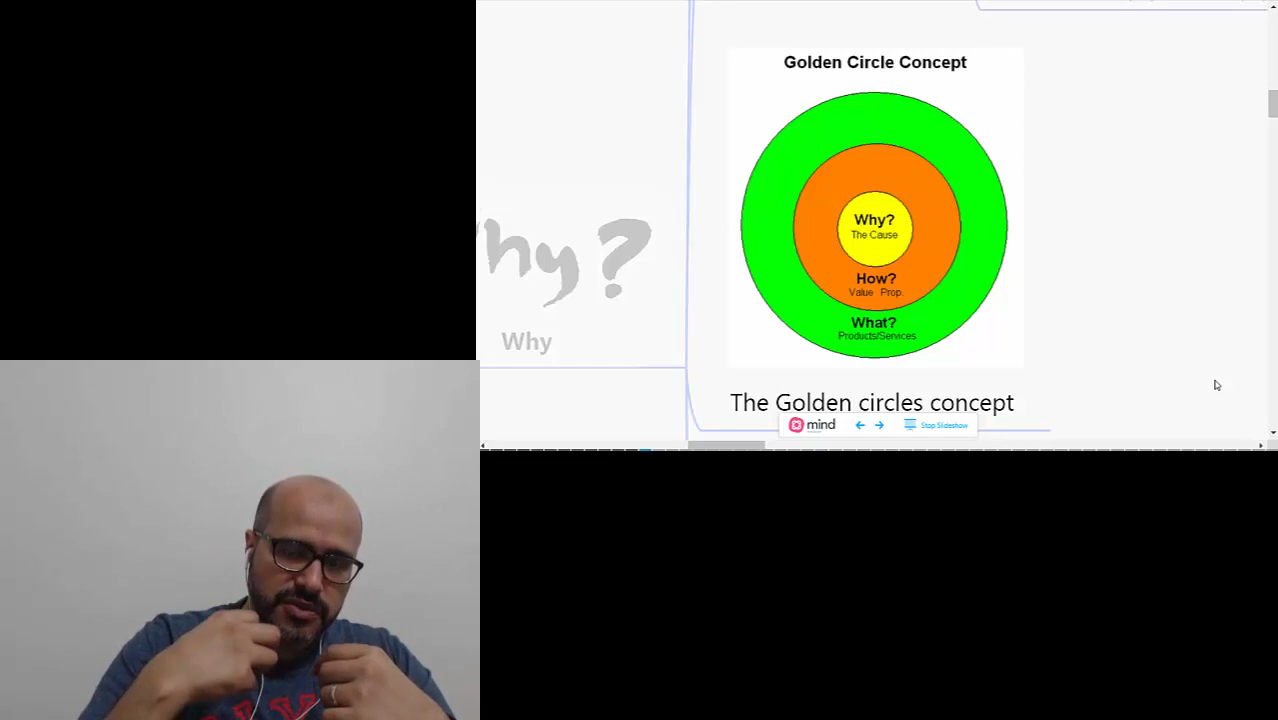 Golden Circle Concept
Why?
The Cause
How?
Value Prop.
What?
Products/Services
hy?
Why
The Golden circles concept
mind
Stop Slideshow